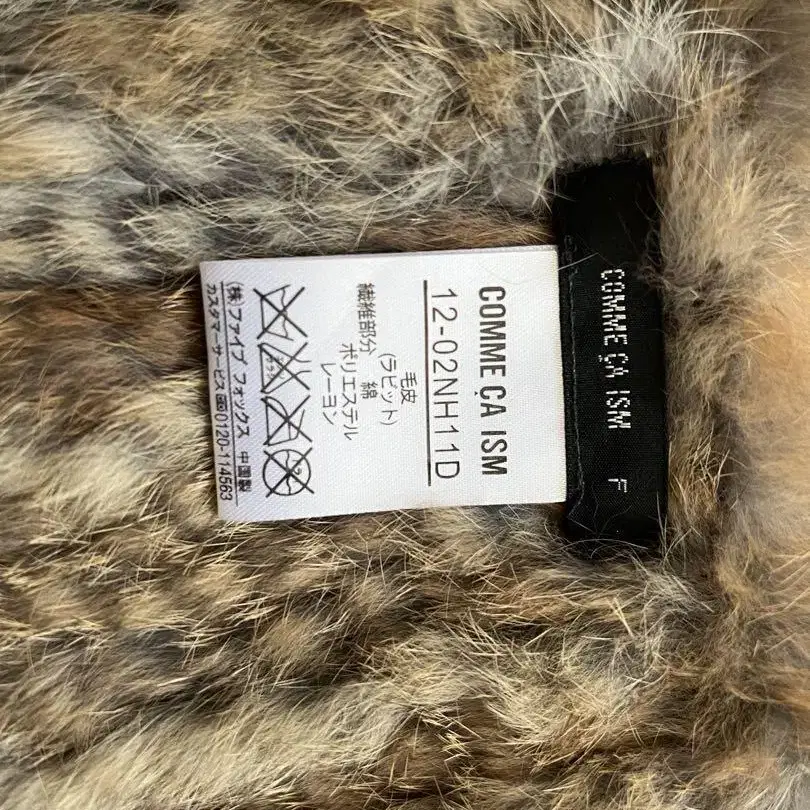 COMME ÇA ISM
F
COMME ÇA ISM
12-02NH11D
毛皮
(ラビット)
繊維部分 綿
ポリエステル
レーヨン
(株)ファイブ フォックス 中国製
カスタマーサービス 0120-114563